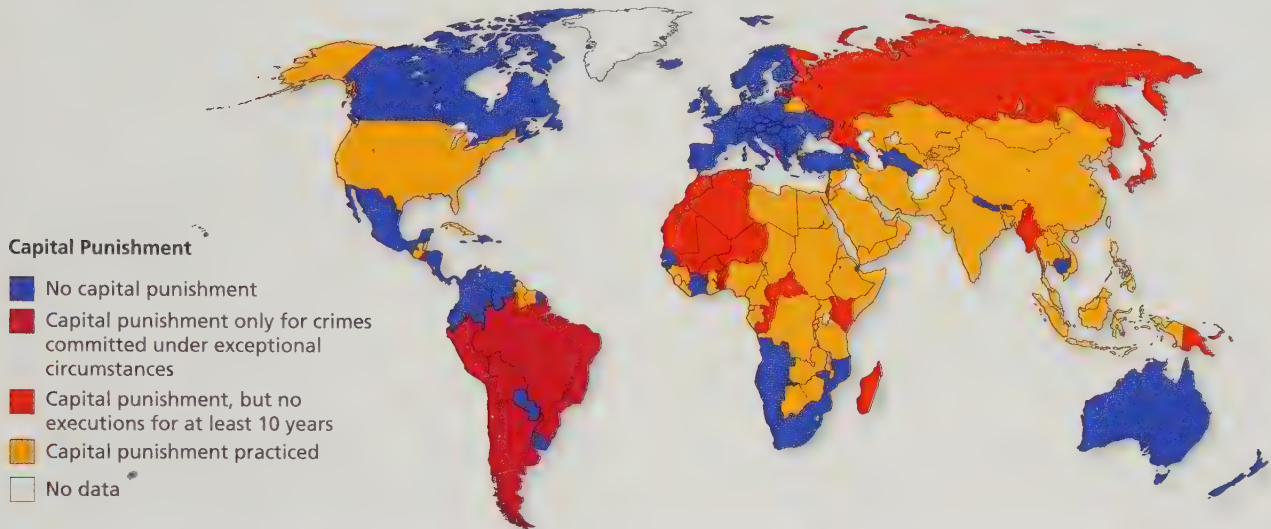 Capital Punishment
No capital punishment
Capital punishment only for crimes
committed under exceptional
circumstances
Capital punishment, but no
executions for at least 10 years
Capital punishment practiced
No data